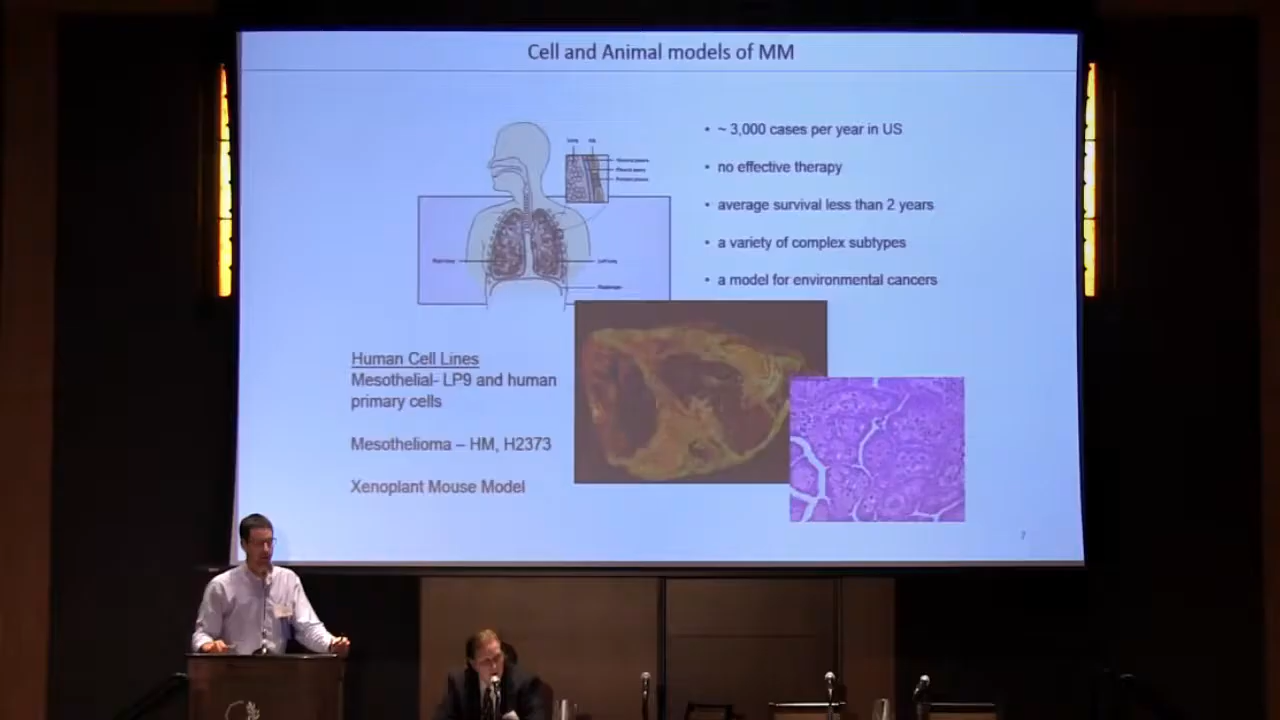 Cell and Animal models of MM
• ~ 3,000 cases per year in US
• no effective therapy
• average survival less than 2 years
• a variety of complex subtypes
• a model for environmental cancers
Human Cell Lines
Mesothelial- LP9 and human
primary cells
Mesothelioma – HM, H2373
Xenoplant Mouse Model
7